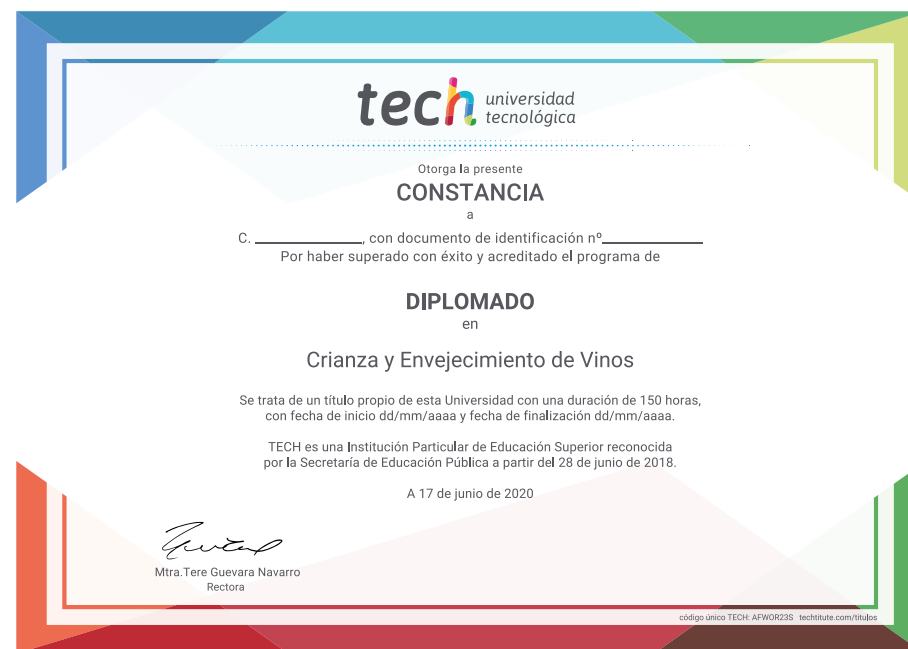 tech universidad
tecnológica
Otorga la presente
CONSTANCIA
a
C. ____________, con documento de identificación nº____________
Por haber superado con éxito y acreditado el programa de
DIPLOMADO
en
Crianza y Envejecimiento de Vinos
Se trata de un título propio de esta Universidad con una duración de 150 horas,
con fecha de inicio dd/mm/aaaa y fecha de finalización dd/mm/aaaa.
TECH es una Institución Particular de Educación Superior reconocida
por la Secretaría de Educación Pública a partir del 28 de junio de 2018.
A 17 de junio de 2020
Mtra.Tere Guevara Navarro
Rectora
código único TECH: AFWOR23S techtitute.com/titulos